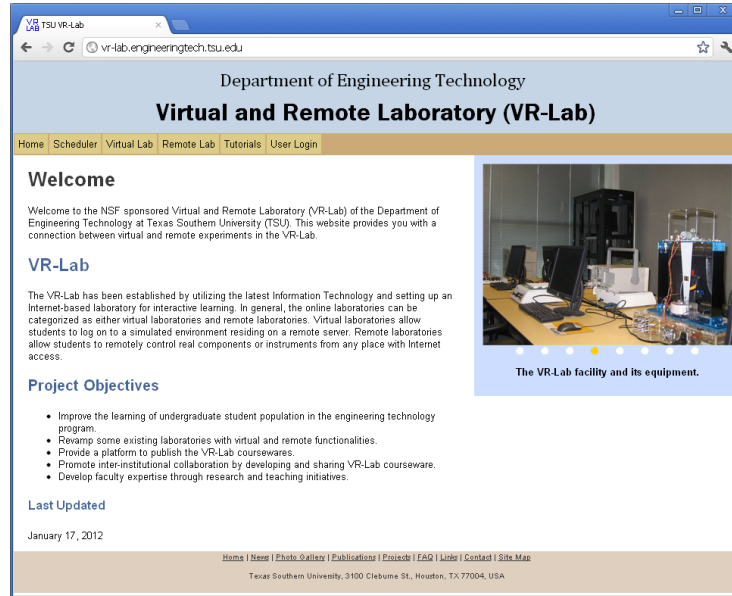 VR
LAB
TSU VR-Lab
vr-lab.engineeringtech.tsu.edu
Department of Engineering Technology
Virtual and Remote Laboratory (VR-Lab)
Home Scheduler Virtual Lab Remote Lab Tutorials User Login
Welcome
Welcome to the NSF sponsored Virtual and Remote Laboratory (VR-Lab) of the Department of
Engineering Technology at Texas Southern University (TSU). This website provides you with a
connection between virtual and remote experiments in the VR-Lab.
VR-Lab
The VR-Lab has been established by utilizing the latest Information Technology and setting up an
Internet-based laboratory for interactive learning. In general, the online laboratories can be
categorized as either virtual laboratories and remote laboratories. Virtual laboratories allow
students to log on to a simulated environment residing on a remote server. Remote laboratories
allow students to remotely control real components or instruments from any place with Internet
access.
The VR-Lab facility and its equipment.
Project Objectives
• Improve the learning of undergraduate student population in the engineering technology
program.
• Revamp some existing laboratories with virtual and remote functionalities.
• Provide a platform to publish the VR-Lab coursewares.
• Promote inter-institutional collaboration by developing and sharing VR-Lab courseware.
• Develop faculty expertise through research and teaching initiatives.
Last Updated
January 17, 2012
Home | News | Photo Gallery | Publications | Projects | FAQ | Links | Contact | Site Map
Texas Southern University, 3100 Cleburne St., Houston, TX 77004, USA